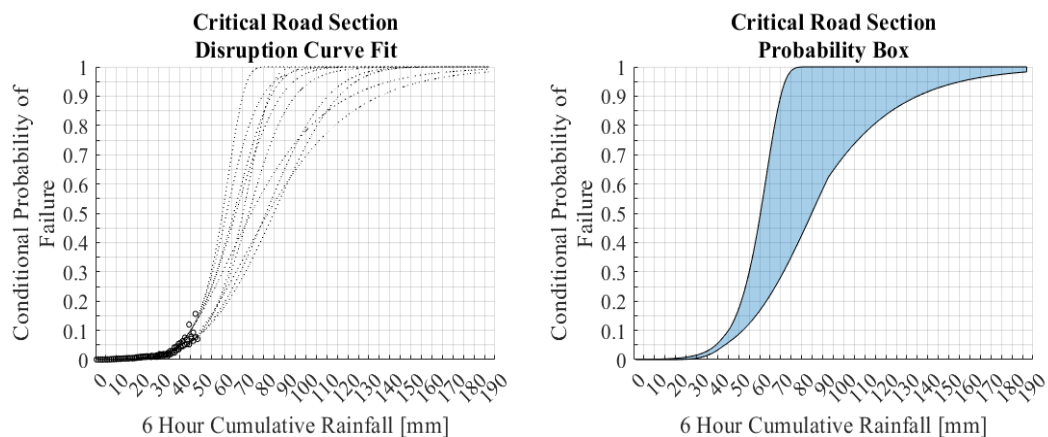 Critical Road Section
Disruption Curve Fit
Conditional Probability of
Failure
1
0.9
0.8
0.7
0.6
0.5
0.4
0.3
0.2
0.1
0
0 10 20 30 40 50 60 70 80 90 100 110 120 130 140 150 160 170 180 190
6 Hour Cumulative Rainfall [mm]
Critical Road Section
Probability Box
Conditional Probability of
Failure
1
0.9
0.8
0.7
0.6
0.5
0.4
0.3
0.2
0.1
0
0 10 20 30 40 50 60 70 80 90 100 110 120 130 140 150 160 170 180 190
6 Hour Cumulative Rainfall [mm]